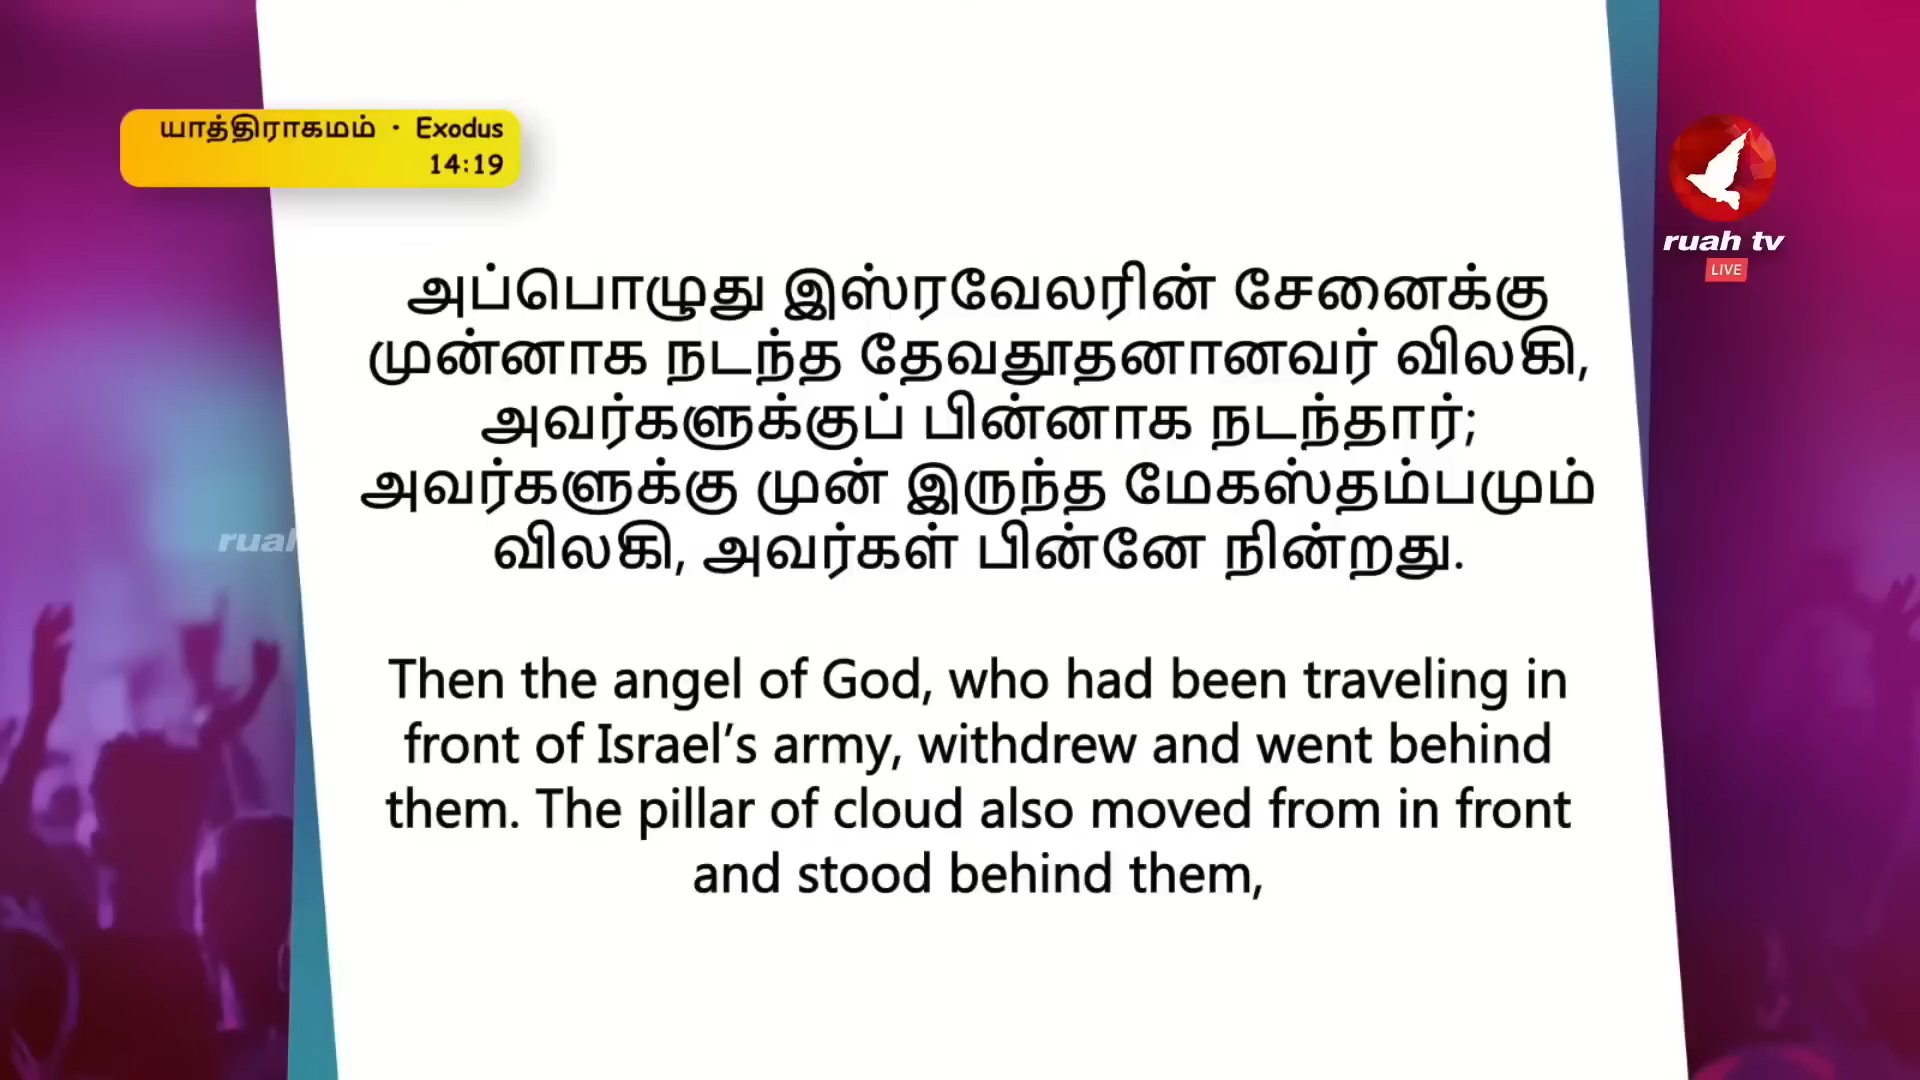 யாத்திராகமம் · Exodus
14:19
ruah tv
LIVE
அப்பொழுது இஸ்ரவேலரின் சேனைக்கு
முன்னாக நடந்த தேவதூதனானவர் விலகி,
அவர்களுக்குப் பின்னாக நடந்தார்;
அவர்களுக்கு முன் இருந்த மேகஸ்தம்பமும்
விலகி, அவர்கள் பின்னே நின்றது.
Then the angel of God, who had been traveling in
front of Israel’s army, withdrew and went behind
them. The pillar of cloud also moved from in front
and stood behind them,